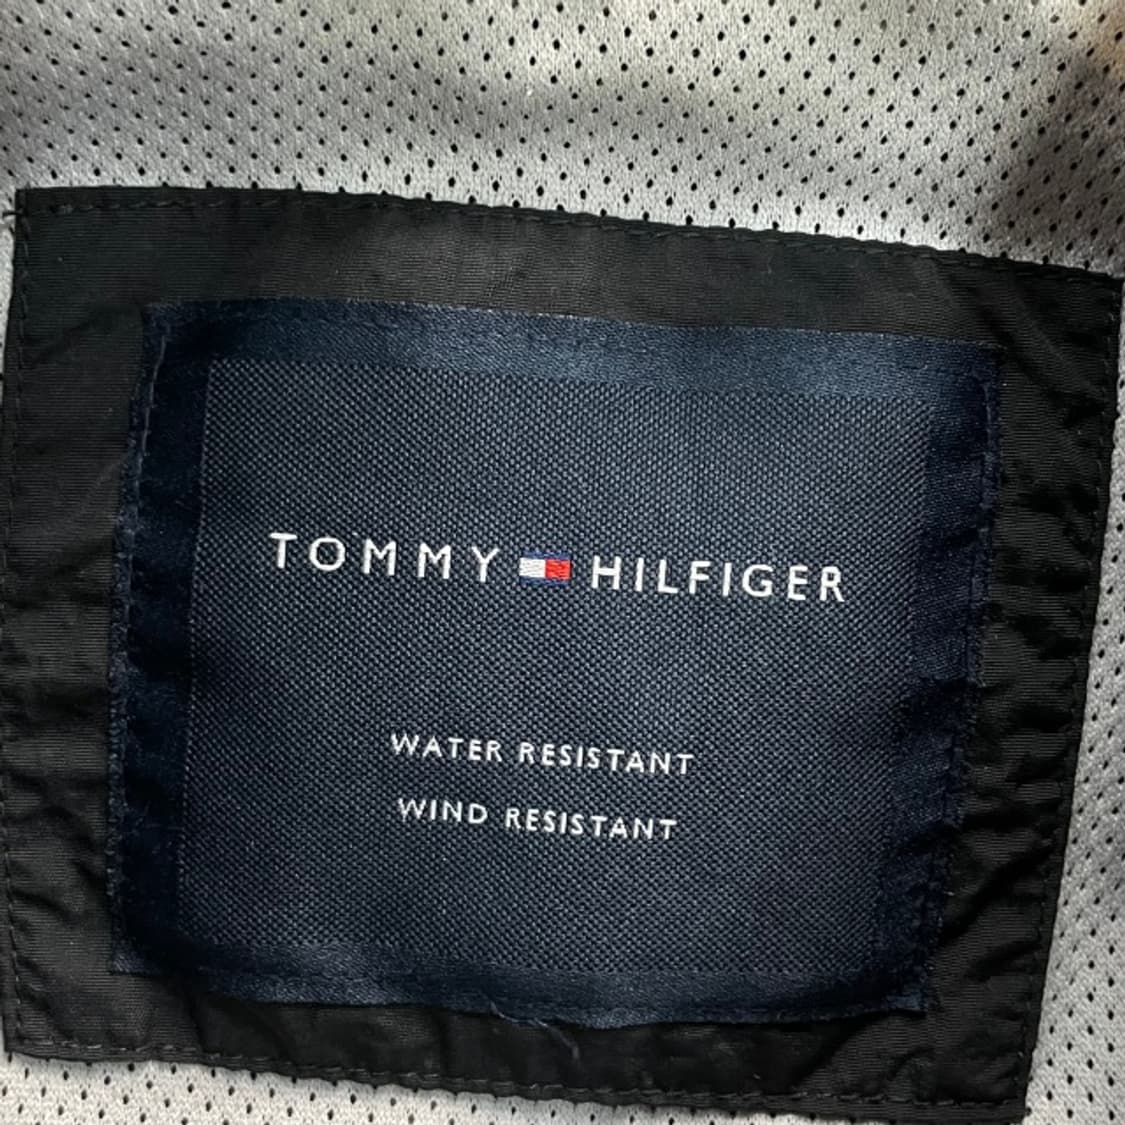 TOMMY HILFIGER
WATER RESISTANT
WIND RESISTANT